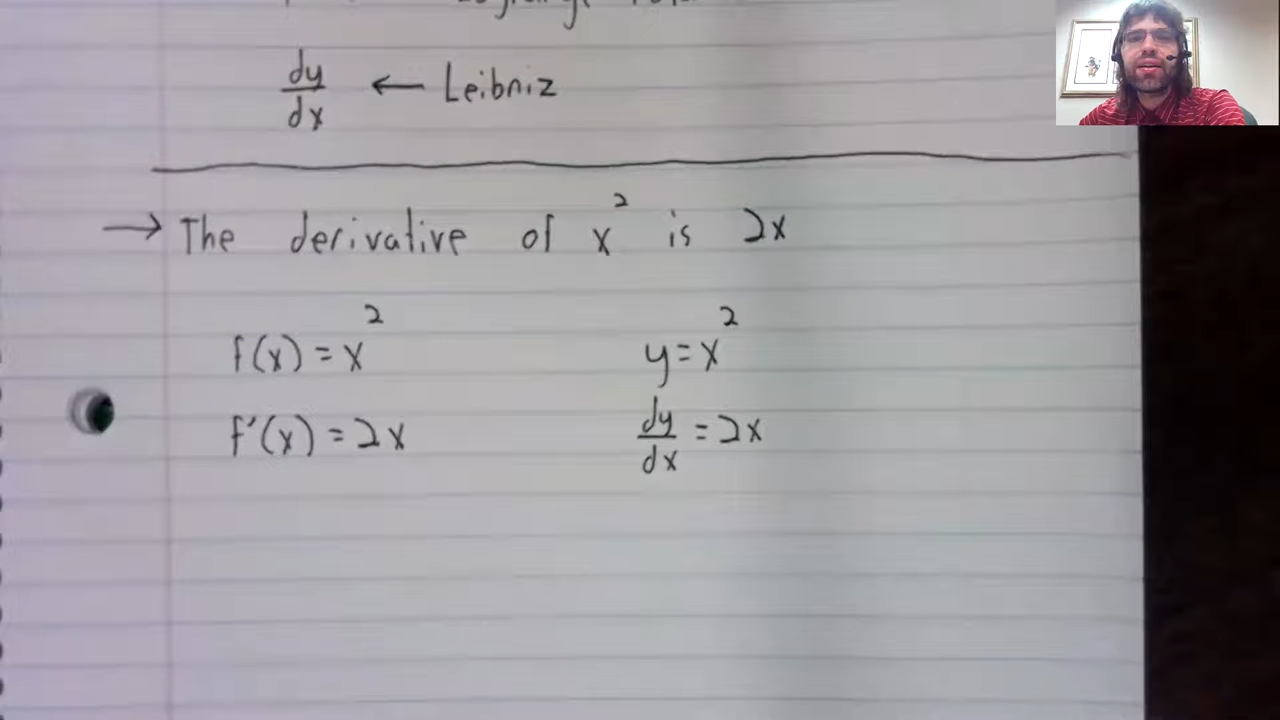 dy/dx ← Leibniz
→ The derivative of x² is 2x
f(x) = x² y = x²
f'(x) = 2x dy/dx = 2x